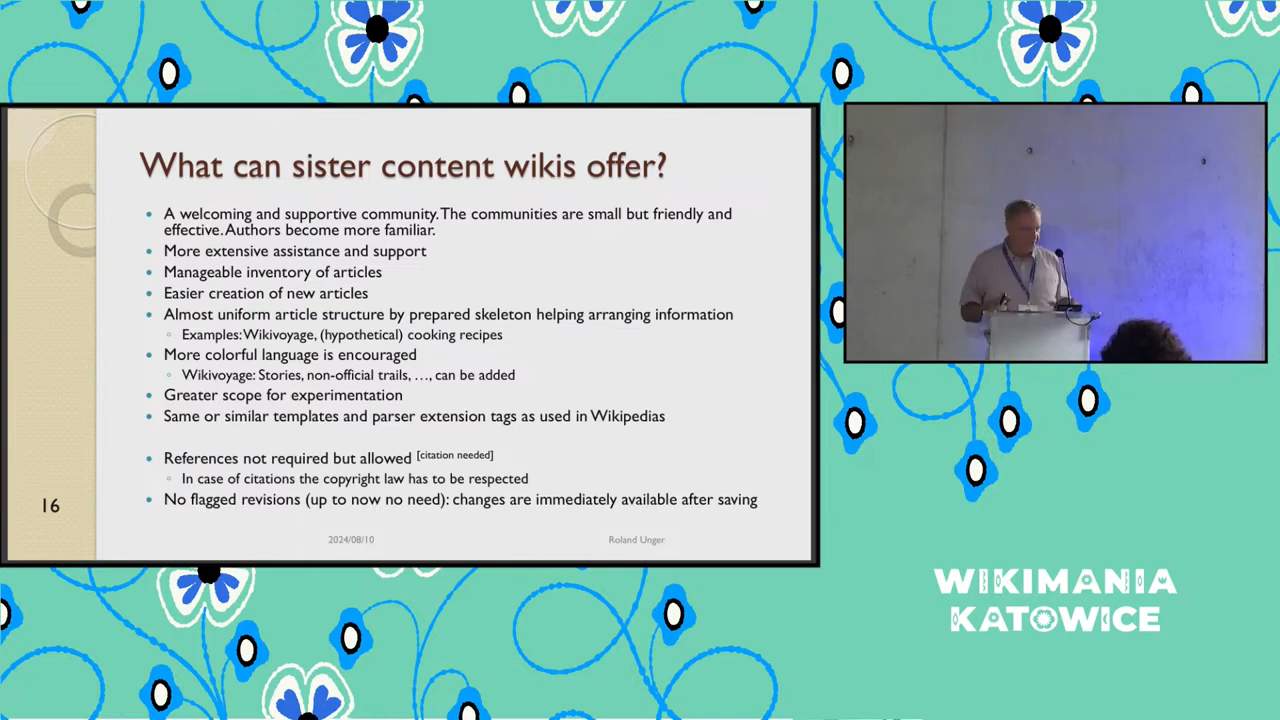 What can sister content wikis offer?
• A welcoming and supportive community. The communities are small but friendly and
effective. Authors become more familiar.
• More extensive assistance and support
• Manageable inventory of articles
• Easier creation of new articles
• Almost uniform article structure by prepared skeleton helping arranging information
◦ Examples: Wikivoyage, (hypothetical) cooking recipes
• More colorful language is encouraged
◦ Wikivoyage: Stories, non-official trails, …, can be added
• Greater scope for experimentation
• Same or similar templates and parser extension tags as used in Wikipedias
• References not required but allowed [citation needed]
◦ In case of citations the copyright law has to be respected
• No flagged revisions (up to now no need): changes are immediately available after saving
16
2024/08/10
Roland Unger
WIKIMANIA
KATOWICE